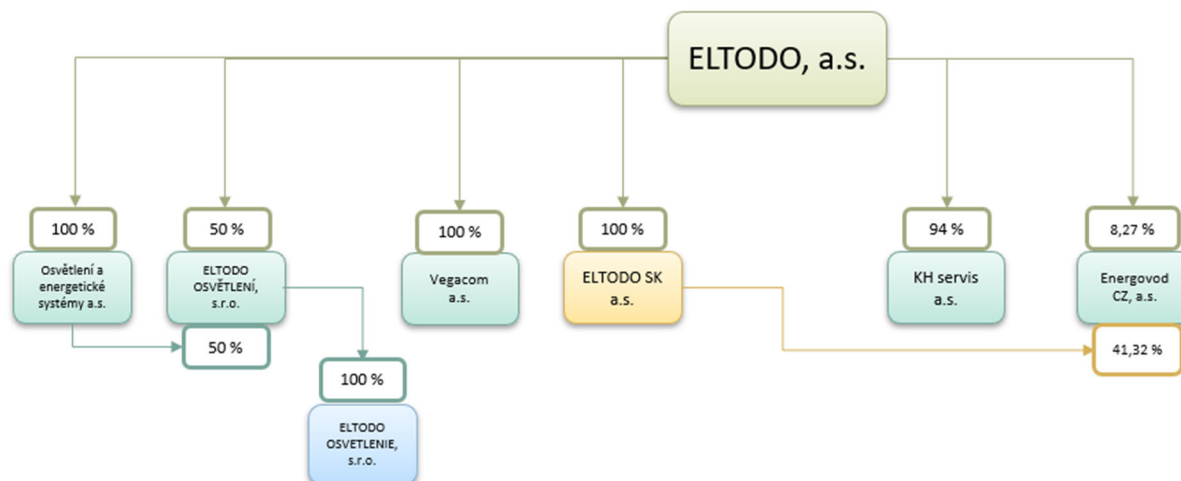 ELTODO, a.s.
100 %
50 %
100 %
100 %
94 %
8,27 %
Osvětlení a
energetické
systémy a.s.
ELTODO
OSVĚTLENÍ,
s.r.o.
Vegacom
a.s.
ELTODO SK
a.s.
KH servis
a.s.
Energovod
CZ, a.s.
50 %
41,32 %
100 %
ELTODO
OSVETLENIE,
s.r.o.